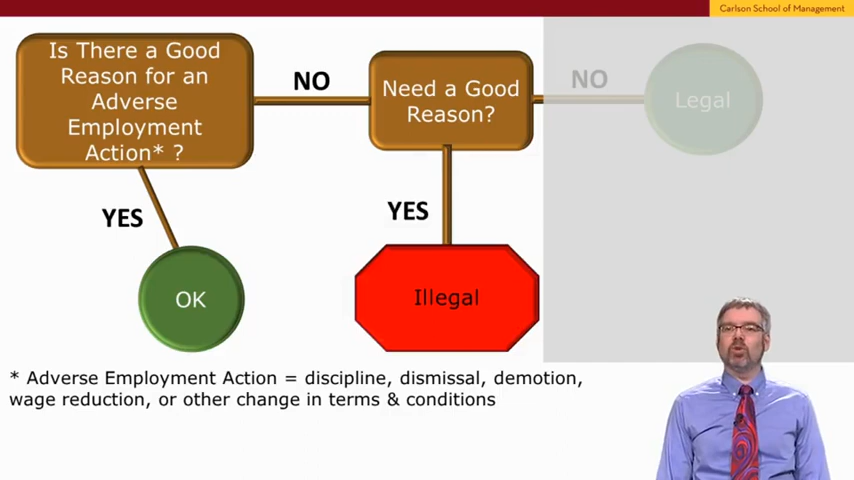 Carlson School of Management
Is There a Good
Reason for an
Adverse
Employment
Action* ?
NO
Need a Good
Reason?
NO
Legal
YES
YES
OK
Illegal
* Adverse Employment Action = discipline, dismissal, demotion,
wage reduction, or other change in terms & conditions